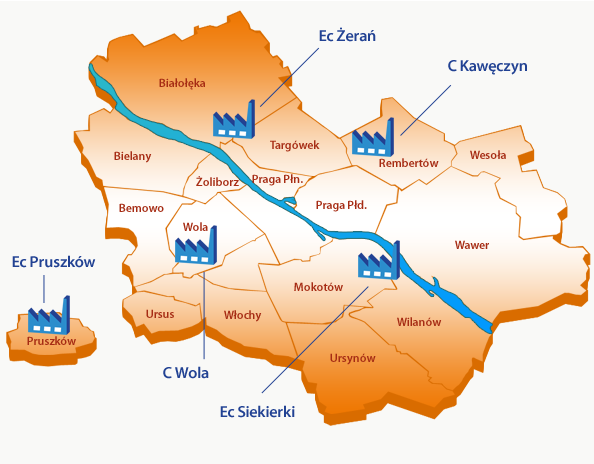 Ec Żerań
C Kawęczyn
Białołęka
Targówek
Bielany
Rembertów
Wesoła
Żoliborz
Praga Płn.
Praga Płd.
Bemowo
Wola
Wawer
Ec Pruszków
Mokotów
Ursus
Włochy
Wilanów
Pruszków
Ursynów
C Wola
Ec Siekierki